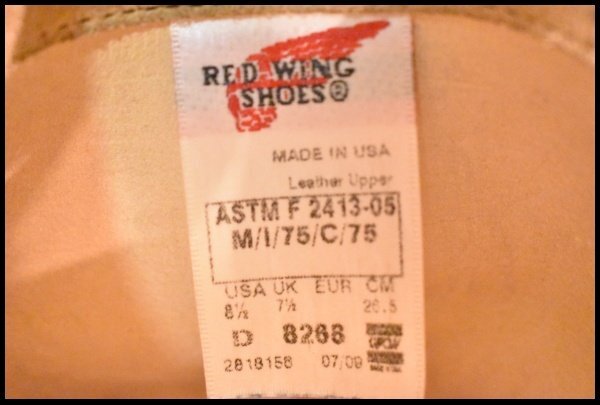 RED WING
SHOES®
MADE IN USA
Leather Upper
ASTM F 2413-05
M/I/75/C/75
USA UK EUR CM
8½ 7½ 26.5
D 8268
2818158 07/09